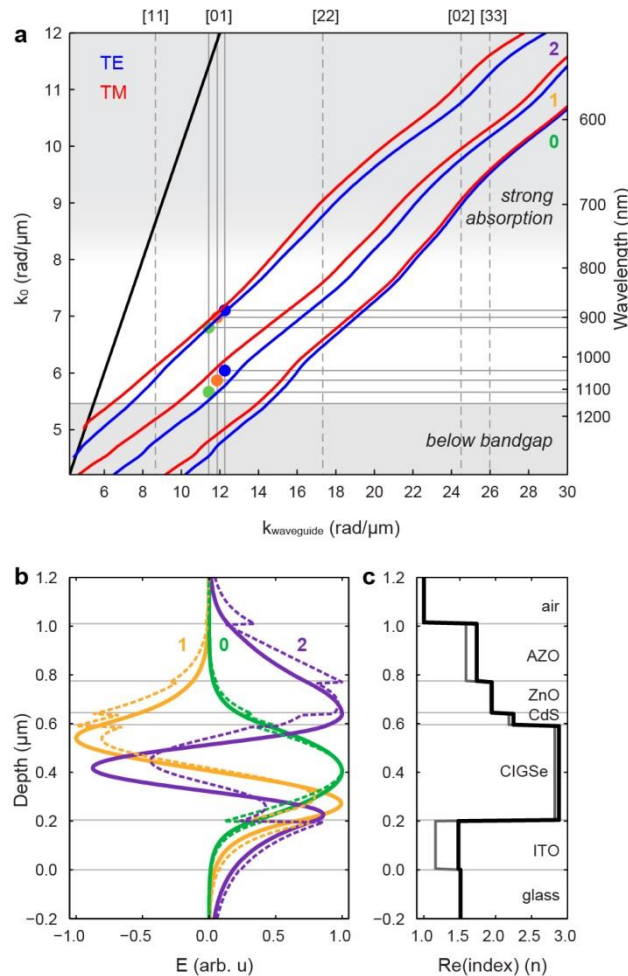 [11] [01] [22] [02] [33]
a
12
11
10
9
8
7
6
5
k0 (rad/µm)
TE
TM
2
1
0
strong
absorption
below bandgap
600
700
800
900
1000
1100
1200
Wavelength (nm)
6 8 10 12 14 16 18 20 22 24 26 28 30
kwaveguide (rad/µm)
b
1.2
1.0
0.8
0.6
0.4
0.2
0.0
−0.2
Depth (µm)
1 0 2
−1.0 −0.5 0.0 0.5 1.0
E (arb. u)
c
1.2
1.0
0.8
0.6
0.4
0.2
0.0
−0.2
air
AZO
ZnO
CdS
CIGSe
ITO
glass
1.0 1.5 2.0 2.5 3.0
Re(index) (n)